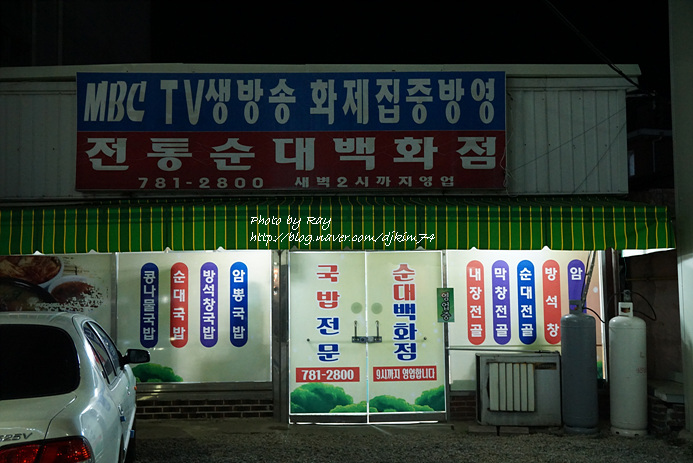 MBC TV생방송 화제집중방영
전통순대백화점
781-2800 새벽2시까지영업
Photo by Ray
http://blog.naver.com/djkim74
콩나물국밥
순대국밥
방석창국밥
암뽕국밥
국밥전문
781-2800
순대백화점
9시까지 영업합니다
영업중
내장전골
막창전골
순대전골
방석창
암
25V